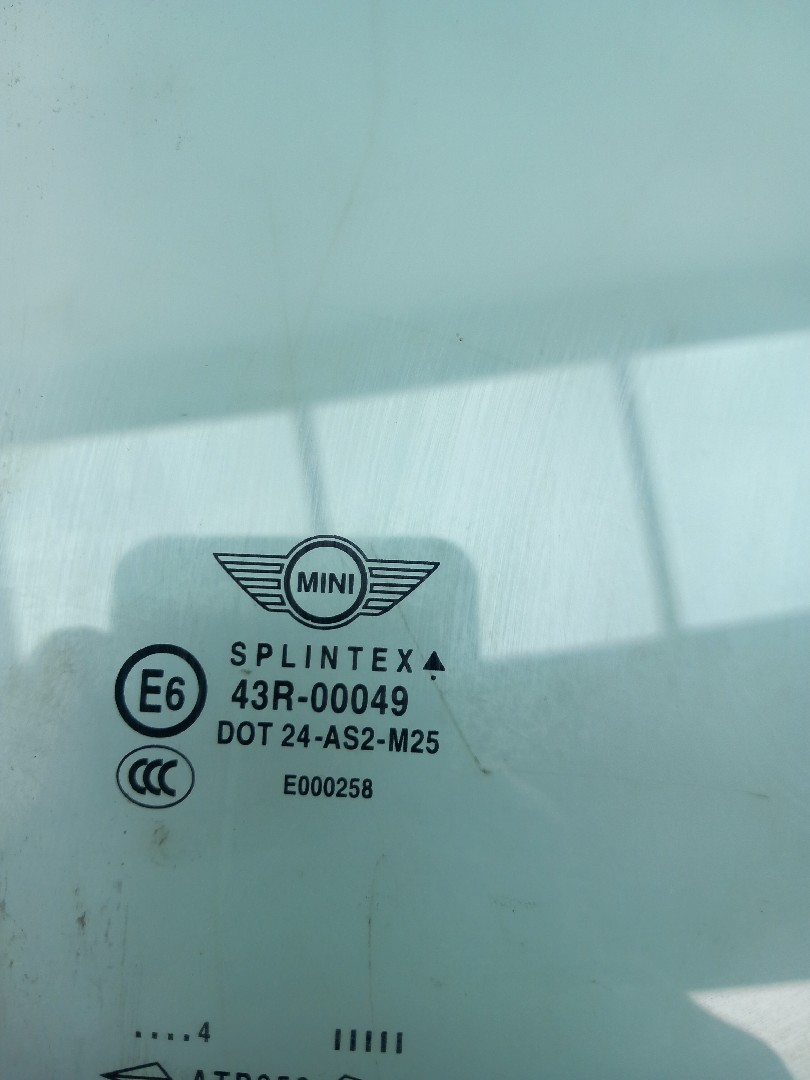 MINI
SPLINTEX
E6
43R-00049
DOT 24-AS2-M25
CCC
E000258
....4 IIIII